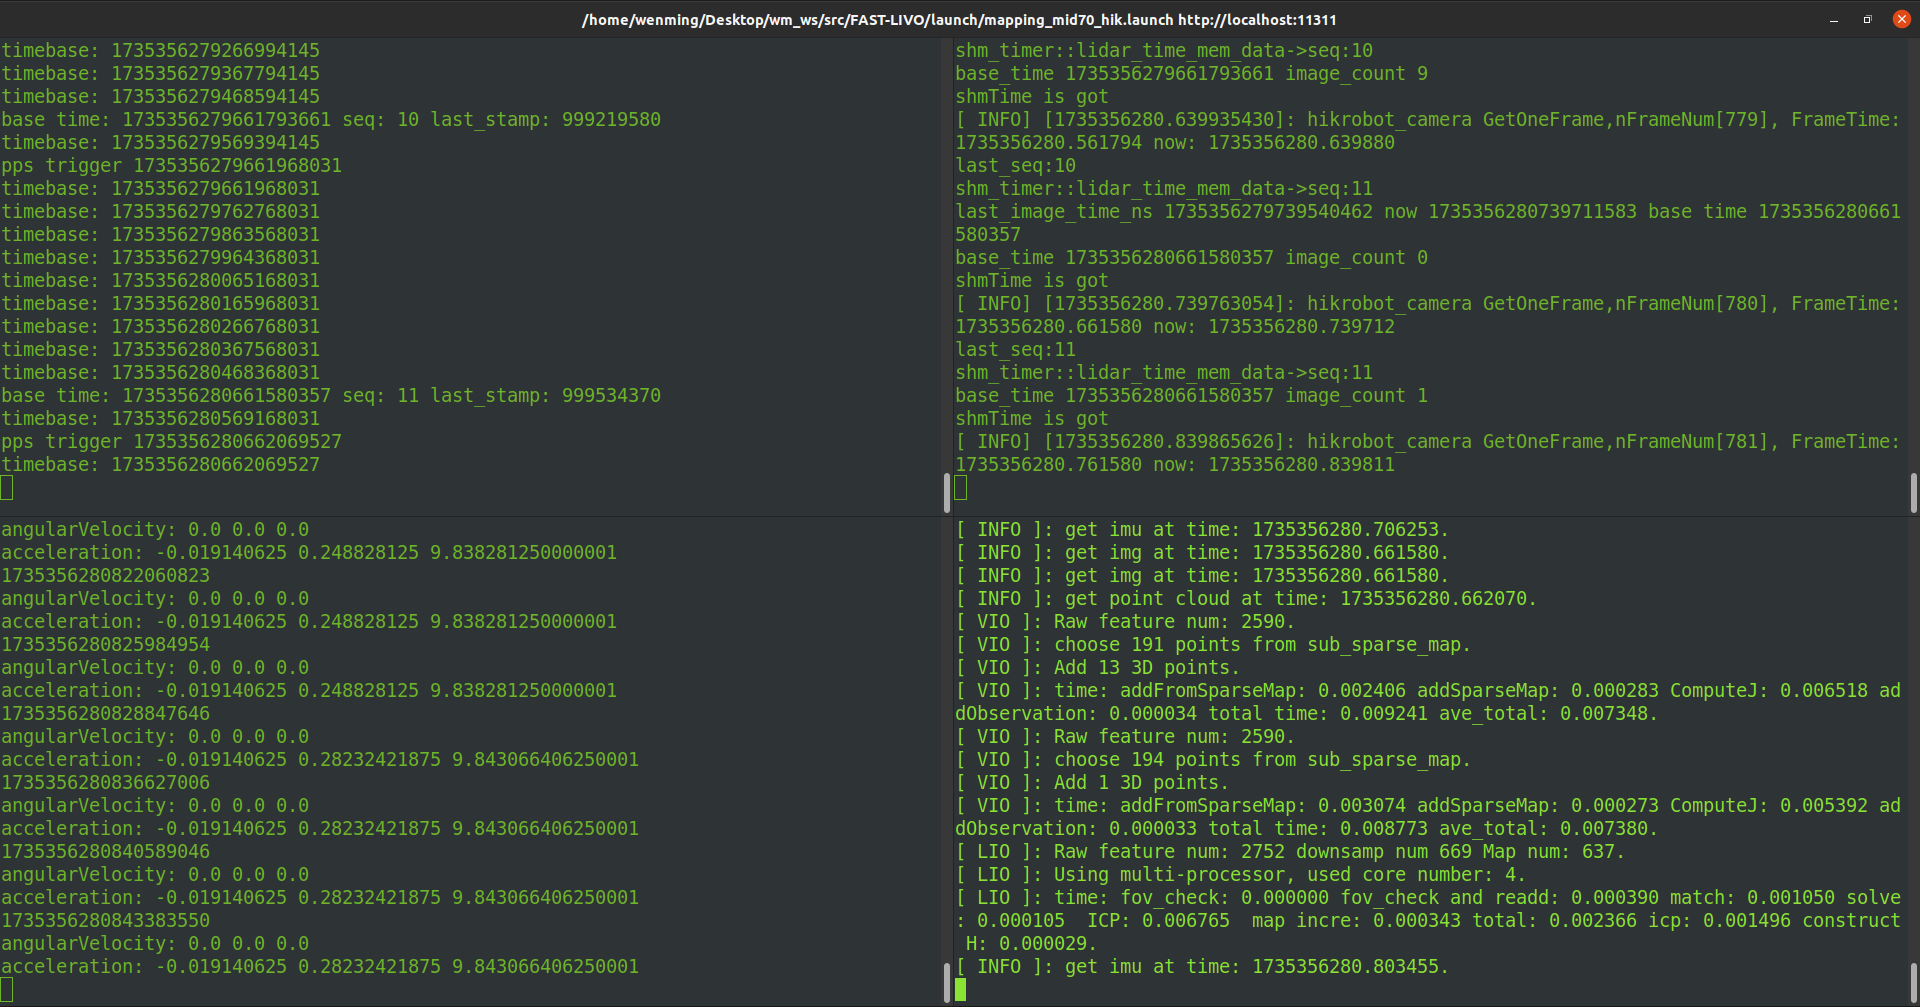 /home/wenming/Desktop/wm_ws/src/FAST-LIVO/launch/mapping_mid70_hik.launch http://localhost:11311
timebase: 1735356279266994145
timebase: 1735356279367794145
timebase: 1735356279468594145
base time: 1735356279661793661 seq: 10 last_stamp: 999219580
timebase: 1735356279569394145
pps trigger 1735356279661968031
timebase: 1735356279661968031
timebase: 1735356279762768031
timebase: 1735356279863568031
timebase: 1735356279964368031
timebase: 1735356280065168031
timebase: 1735356280165968031
timebase: 1735356280266768031
timebase: 1735356280367568031
timebase: 1735356280468368031
base time: 1735356280661580357 seq: 11 last_stamp: 999534370
timebase: 1735356280569168031
pps trigger 1735356280662069527
timebase: 1735356280662069527
shm_timer::lidar_time_mem_data->seq:10
base_time 1735356279661793661 image_count 9
shmTime is got
[ INFO] [1735356280.639935430]: hikrobot_camera GetOneFrame,nFrameNum[779], FrameTime:
1735356280.561794 now: 1735356280.639880
last_seq:10
shm_timer::lidar_time_mem_data->seq:11
last_image_time_ns 1735356279739540462 now 1735356280739711583 base time 1735356280661
580357
base_time 1735356280661580357 image_count 0
shmTime is got
[ INFO] [1735356280.739763054]: hikrobot_camera GetOneFrame,nFrameNum[780], FrameTime:
1735356280.661580 now: 1735356280.739712
last_seq:11
shm_timer::lidar_time_mem_data->seq:11
base_time 1735356280661580357 image_count 1
shmTime is got
[ INFO] [1735356280.839865626]: hikrobot_camera GetOneFrame,nFrameNum[781], FrameTime:
1735356280.761580 now: 1735356280.839811
angularVelocity: 0.0 0.0 0.0
acceleration: -0.019140625 0.248828125 9.838281250000001
1735356280822060823
angularVelocity: 0.0 0.0 0.0
acceleration: -0.019140625 0.248828125 9.838281250000001
1735356280825984954
angularVelocity: 0.0 0.0 0.0
acceleration: -0.019140625 0.248828125 9.838281250000001
1735356280828847646
angularVelocity: 0.0 0.0 0.0
acceleration: -0.019140625 0.28232421875 9.843066406250001
1735356280836627006
angularVelocity: 0.0 0.0 0.0
acceleration: -0.019140625 0.28232421875 9.843066406250001
1735356280840589046
angularVelocity: 0.0 0.0 0.0
acceleration: -0.019140625 0.28232421875 9.843066406250001
1735356280843383550
angularVelocity: 0.0 0.0 0.0
acceleration: -0.019140625 0.28232421875 9.843066406250001
[ INFO ]: get imu at time: 1735356280.706253.
[ INFO ]: get img at time: 1735356280.661580.
[ INFO ]: get img at time: 1735356280.661580.
[ INFO ]: get point cloud at time: 1735356280.662070.
[ VIO ]: Raw feature num: 2590.
[ VIO ]: choose 191 points from sub_sparse_map.
[ VIO ]: Add 13 3D points.
[ VIO ]: time: addFromSparseMap: 0.002406 addSparseMap: 0.000283 ComputeJ: 0.006518 ad
dObservation: 0.000034 total time: 0.009241 ave_total: 0.007348.
[ VIO ]: Raw feature num: 2590.
[ VIO ]: choose 194 points from sub_sparse_map.
[ VIO ]: Add 1 3D points.
[ VIO ]: time: addFromSparseMap: 0.003074 addSparseMap: 0.000273 ComputeJ: 0.005392 ad
dObservation: 0.000033 total time: 0.008773 ave_total: 0.007380.
[ LIO ]: Raw feature num: 2752 downsamp num 669 Map num: 637.
[ LIO ]: Using multi-processor, used core number: 4.
[ LIO ]: time: fov_check: 0.000000 fov_check and readd: 0.000390 match: 0.001050 solve
: 0.000105  ICP: 0.006765  map incre: 0.000343 total: 0.002366 icp: 0.001496 construct
H: 0.000029.
[ INFO ]: get imu at time: 1735356280.803455.